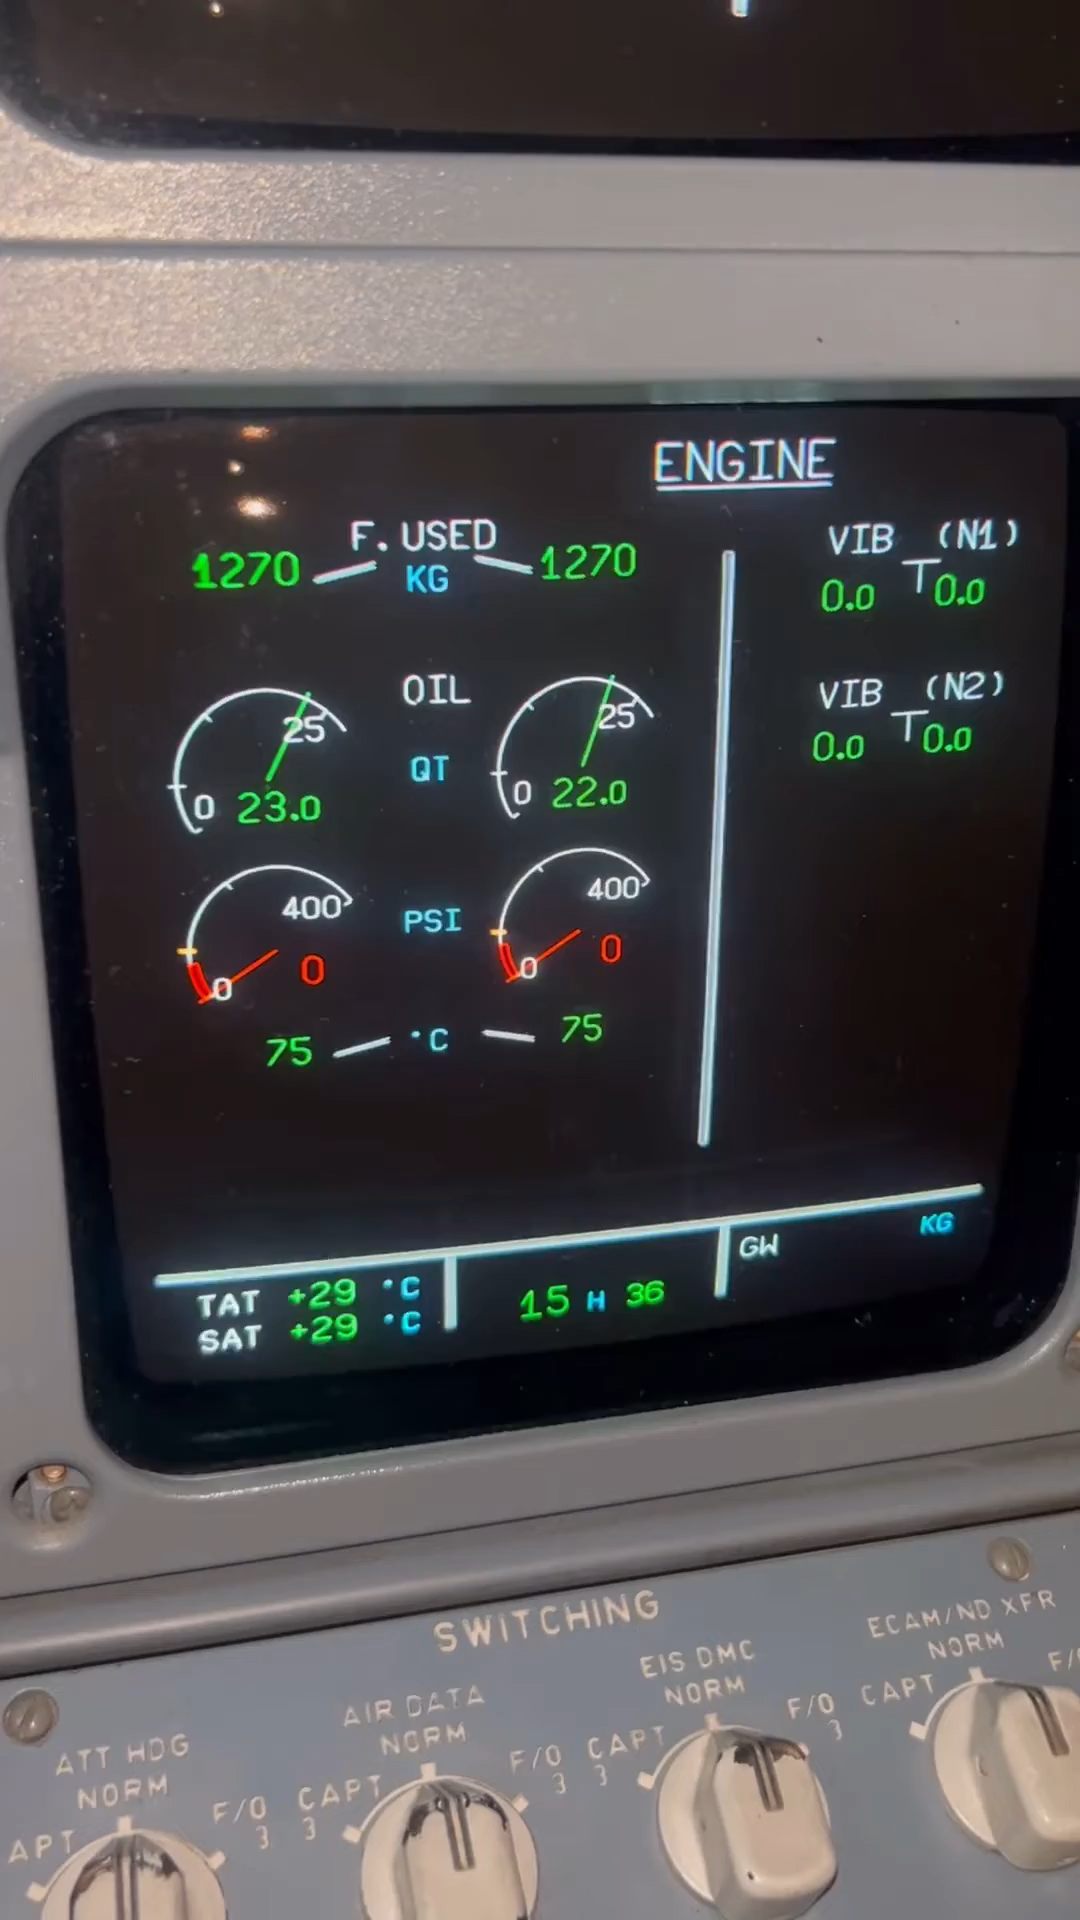 ENGINE
F. USED
1270 1270
KG
VIB (N1)
0.0 0.0
OIL
25 25
QT
0 23.0 0 22.0
VIB (N2)
0.0 0.0
400 400
PSI
0 0 0 0
75 °C 75
TAT +29 °C
SAT +29 °C
15 H 36
GW KG
SWITCHING
ATT HDG
NORM
APT F/O
3
AIR DATA
NORM
CAPT F/O
3 3
EIS DMC
NORM
CAPT F/O
3 3
ECAM/ND XFR
NORM
CAPT F/